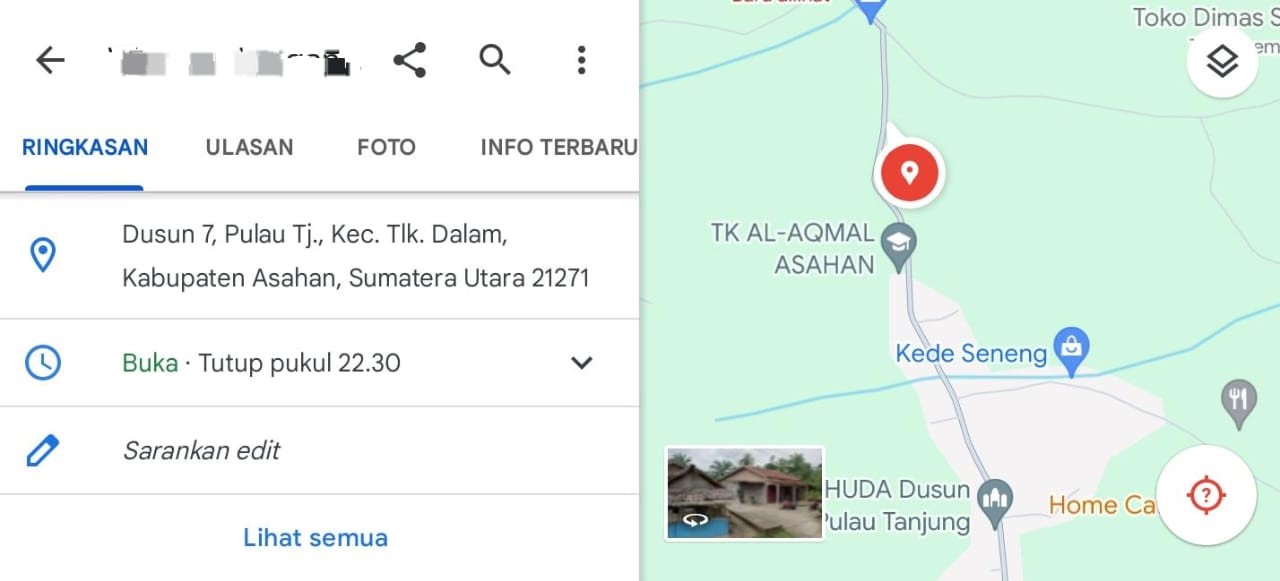 RINGKASAN
ULASAN
FOTO
INFO TERBARU
Dusun 7, Pulau Tj., Kec. Tlk. Dalam,
Kabupaten Asahan, Sumatera Utara 21271
Buka · Tutup pukul 22.30
Sarankan edit
Lihat semua
Toko Dimas S
TK AL-AQMAL
ASAHAN
Kede Seneng
HUDA Dusun
Pulau Tanjung
Home Ca
?